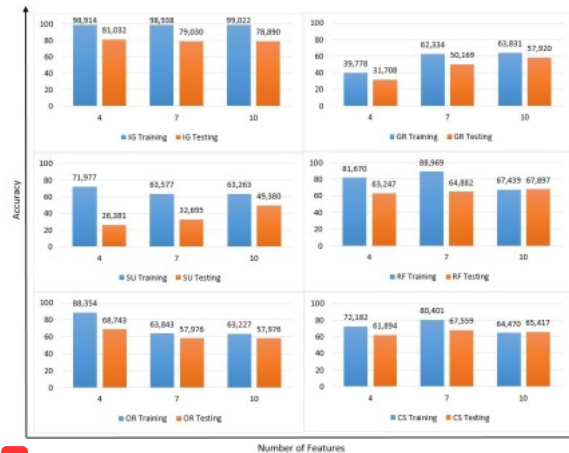 98,914 98,938 99,022
81,032 79,030 78,890
100
80
60
40
20
0
4 7 10
IG Training IG Testing
100
80
60
40
20
0
39,778 31,708 62,334 50,169 63,831 57,920
4 7 10
GR Training GR Testing
100
80
60
40
20
0
71,977 26,381 63,577 32,695 63,263 49,380
4 7 10
SU Training SU Testing
100
80
60
40
20
0
81,670 63,247 88,969 64,882 67,439 67,897
4 7 10
RF Training RF Testing
100
80
60
40
20
0
88,354 68,743 63,843 57,976 63,227 57,976
4 7 10
OR Training OR Testing
100
80
60
40
20
0
72,182 61,894 80,401 67,559 64,470 65,417
4 7 10
CS Training CS Testing
Accuracy
Number of Features